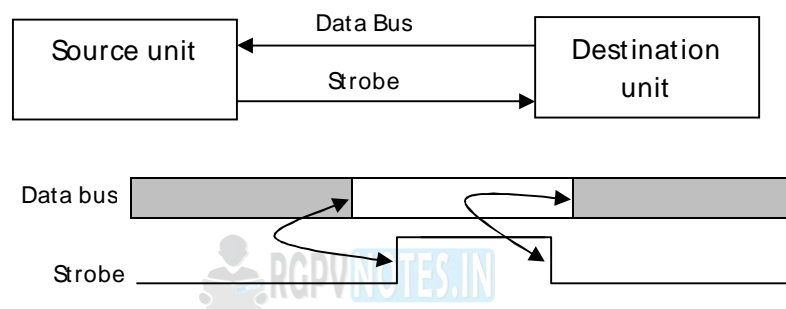 Data Bus
Source unit
Destination
unit
Strobe
Data bus
Strobe
RGPVNOTES.IN